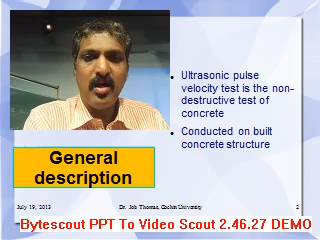 Ultrasonic pulse
velocity test is the non-
destructive test of
concrete
Conducted on built
concrete structure
General
description
July 19, 2013 Dr. Job Thomas, Cochin University 2
Bytescout PPT To Video Scout 2.46.27 DEMO